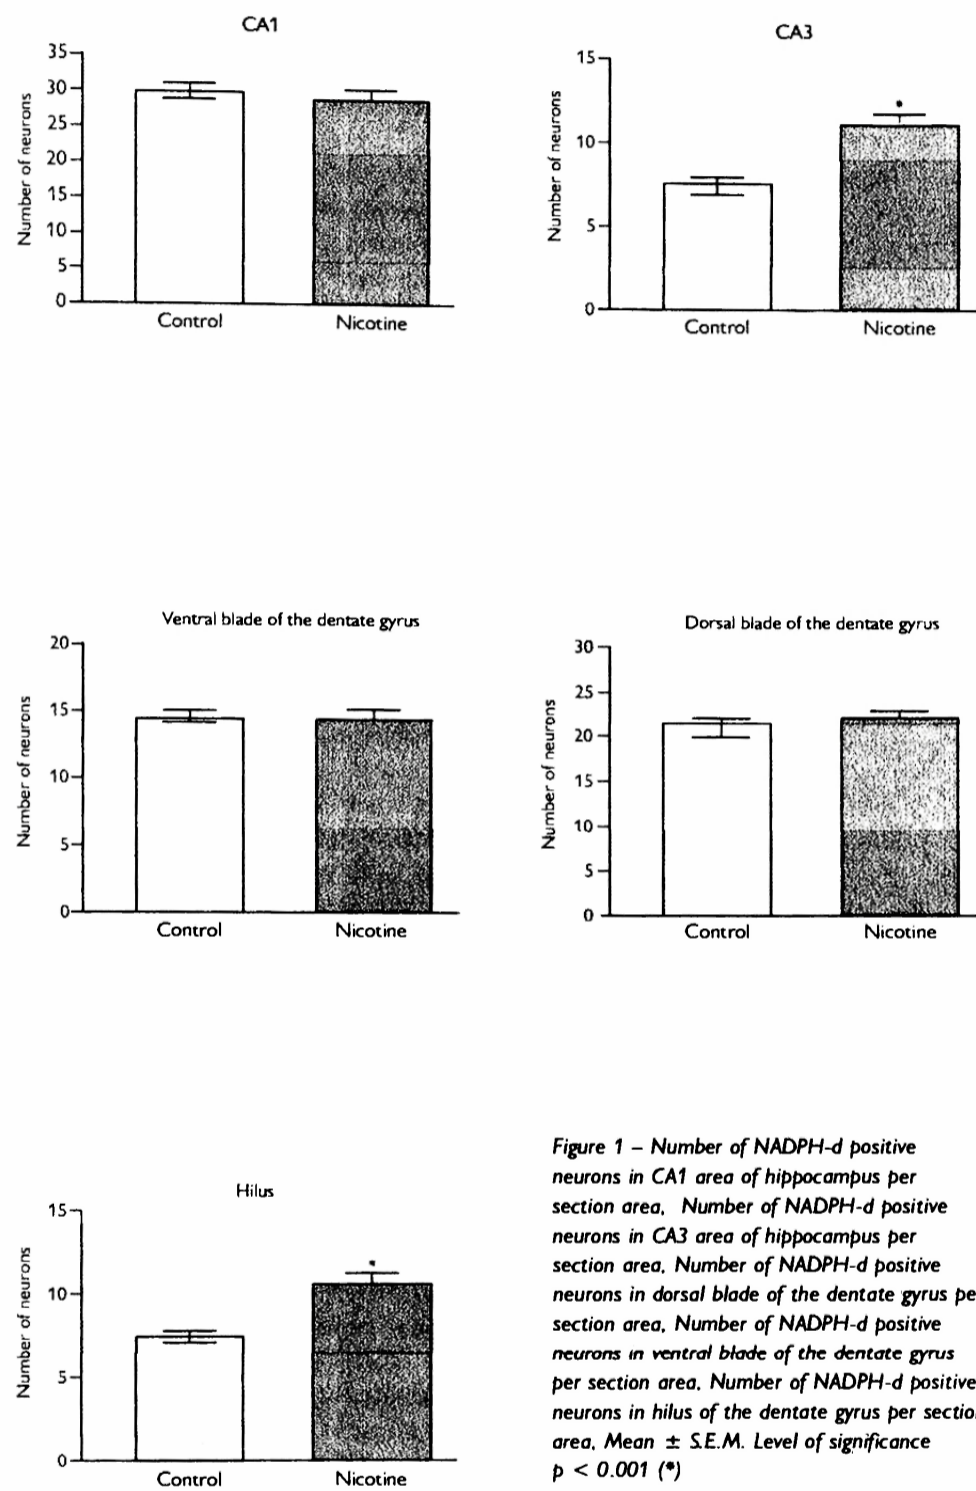 CA1
35
30
25
20
15
10
5
0
Number of neurons
Control Nicotine
CA3
15
10
5
0
Number of neurons
Control Nicotine
Ventral blade of the dentate gyrus
20
15
10
5
0
Number of neurons
Control Nicotine
Dorsal blade of the dentate gyrus
30
25
20
15
10
5
0
Number of neurons
Control Nicotine
Hilus
15
10
5
0
Number of neurons
Control Nicotine
Figure 1 – Number of NADPH-d positive
neurons in CA1 area of hippocampus per
section area, Number of NADPH-d positive
neurons in CA3 area of hippocampus per
section area, Number of NADPH-d positive
neurons in dorsal blade of the dentate gyrus pe
section area, Number of NADPH-d positive
neurons in ventral blade of the dentate gyrus
per section area. Number of NADPH-d positive
neurons in hilus of the dentate gyrus per section
area, Mean ± S.E.M. Level of significance
p < 0.001 (*)